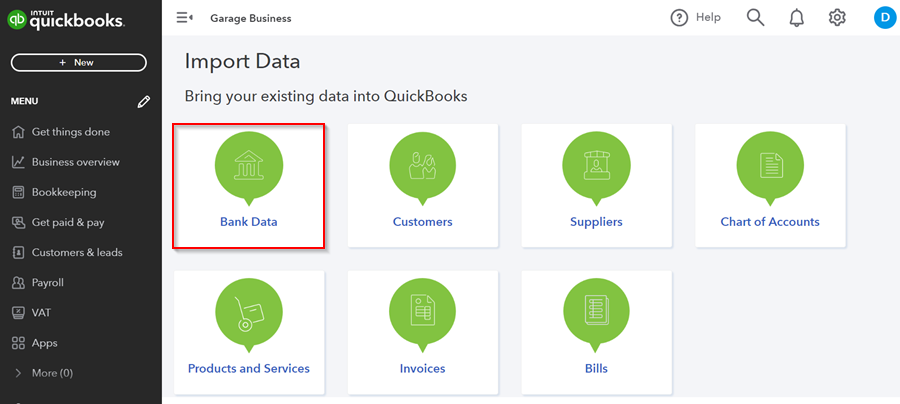 INTUIT
quickbooks.
Garage Business
Help
D
+ New
MENU
Get things done
Business overview
Bookkeeping
Get paid & pay
Customers & leads
Payroll
VAT
Apps
More (0)
Import Data
Bring your existing data into QuickBooks
Bank Data
Customers
Suppliers
Chart of Accounts
Products and Services
Invoices
Bills